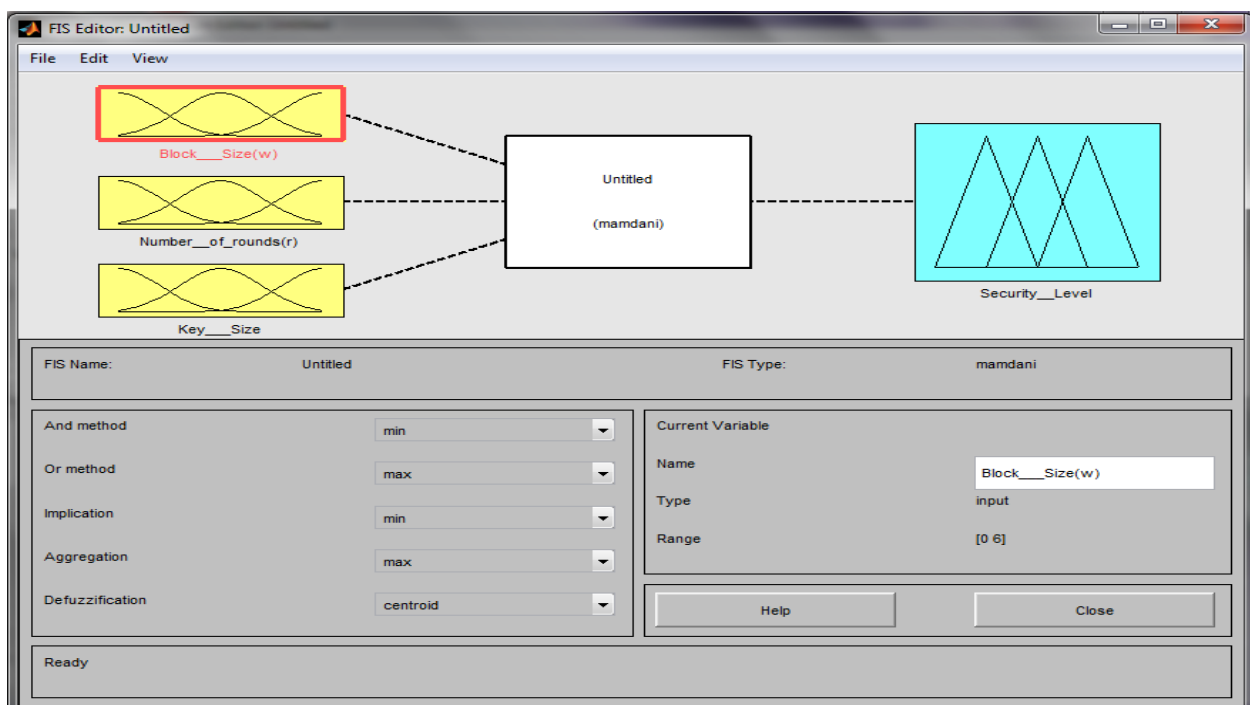 FIS Editor: Untitled
File Edit View
Block___Size(w)
Number__of_rounds(r)
Key___Size
Untitled
(mamdani)
Security__Level
FIS Name: Untitled FIS Type: mamdani
And method min
Or method max
Implication min
Aggregation max
Defuzzification centroid
Current Variable
Name Block___Size(w)
Type input
Range [0 6]
Help Close
Ready